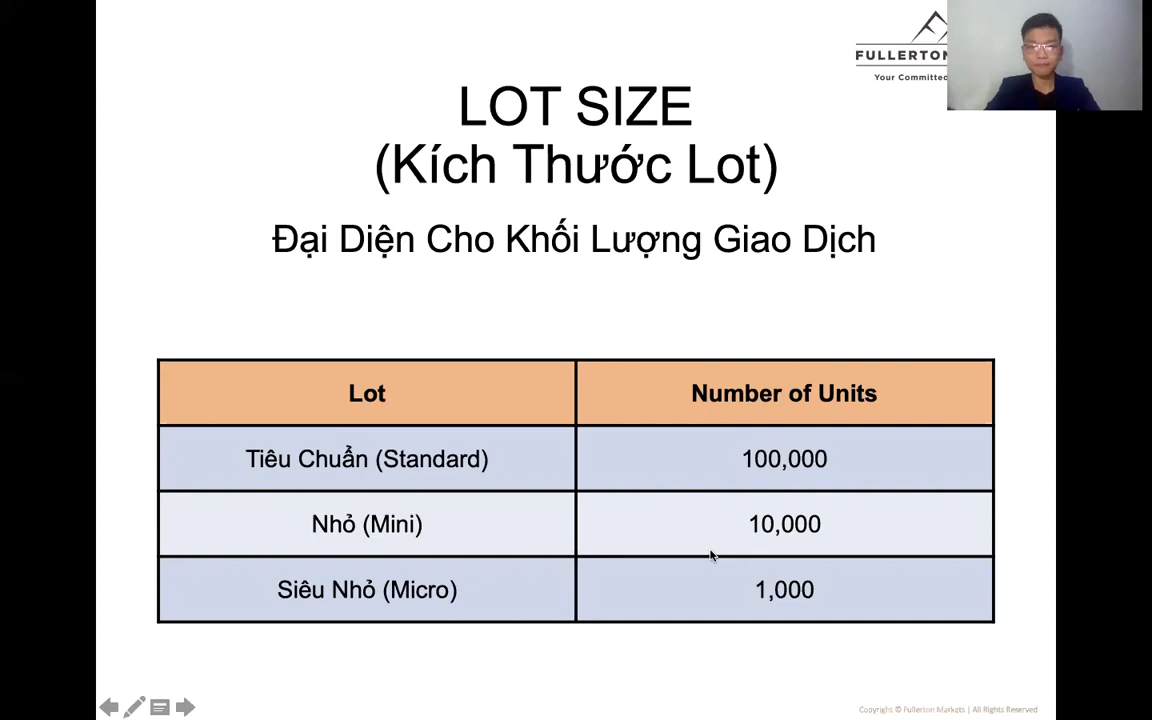 FULLERTON
Your Committed
LOT SIZE
(Kích Thước Lot)
Đại Diện Cho Khối Lượng Giao Dịch
Lot
Number of Units
Tiêu Chuẩn (Standard)
100,000
Nhỏ (Mini)
10,000
Siêu Nhỏ (Micro)
1,000
Copyright © Fullerton Markets | All Rights Reserved